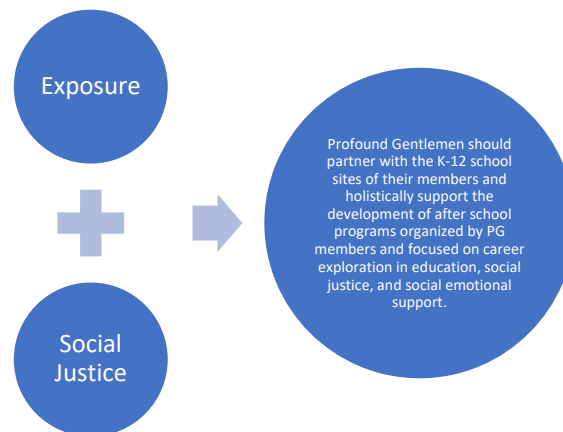 Exposure
Social
Justice
Profound Gentlemen should
partner with the K-12 school
sites of their members and
holistically support the
development of after school
programs organized by PG
members and focused on career
exploration in education, social
justice, and social emotional
support.